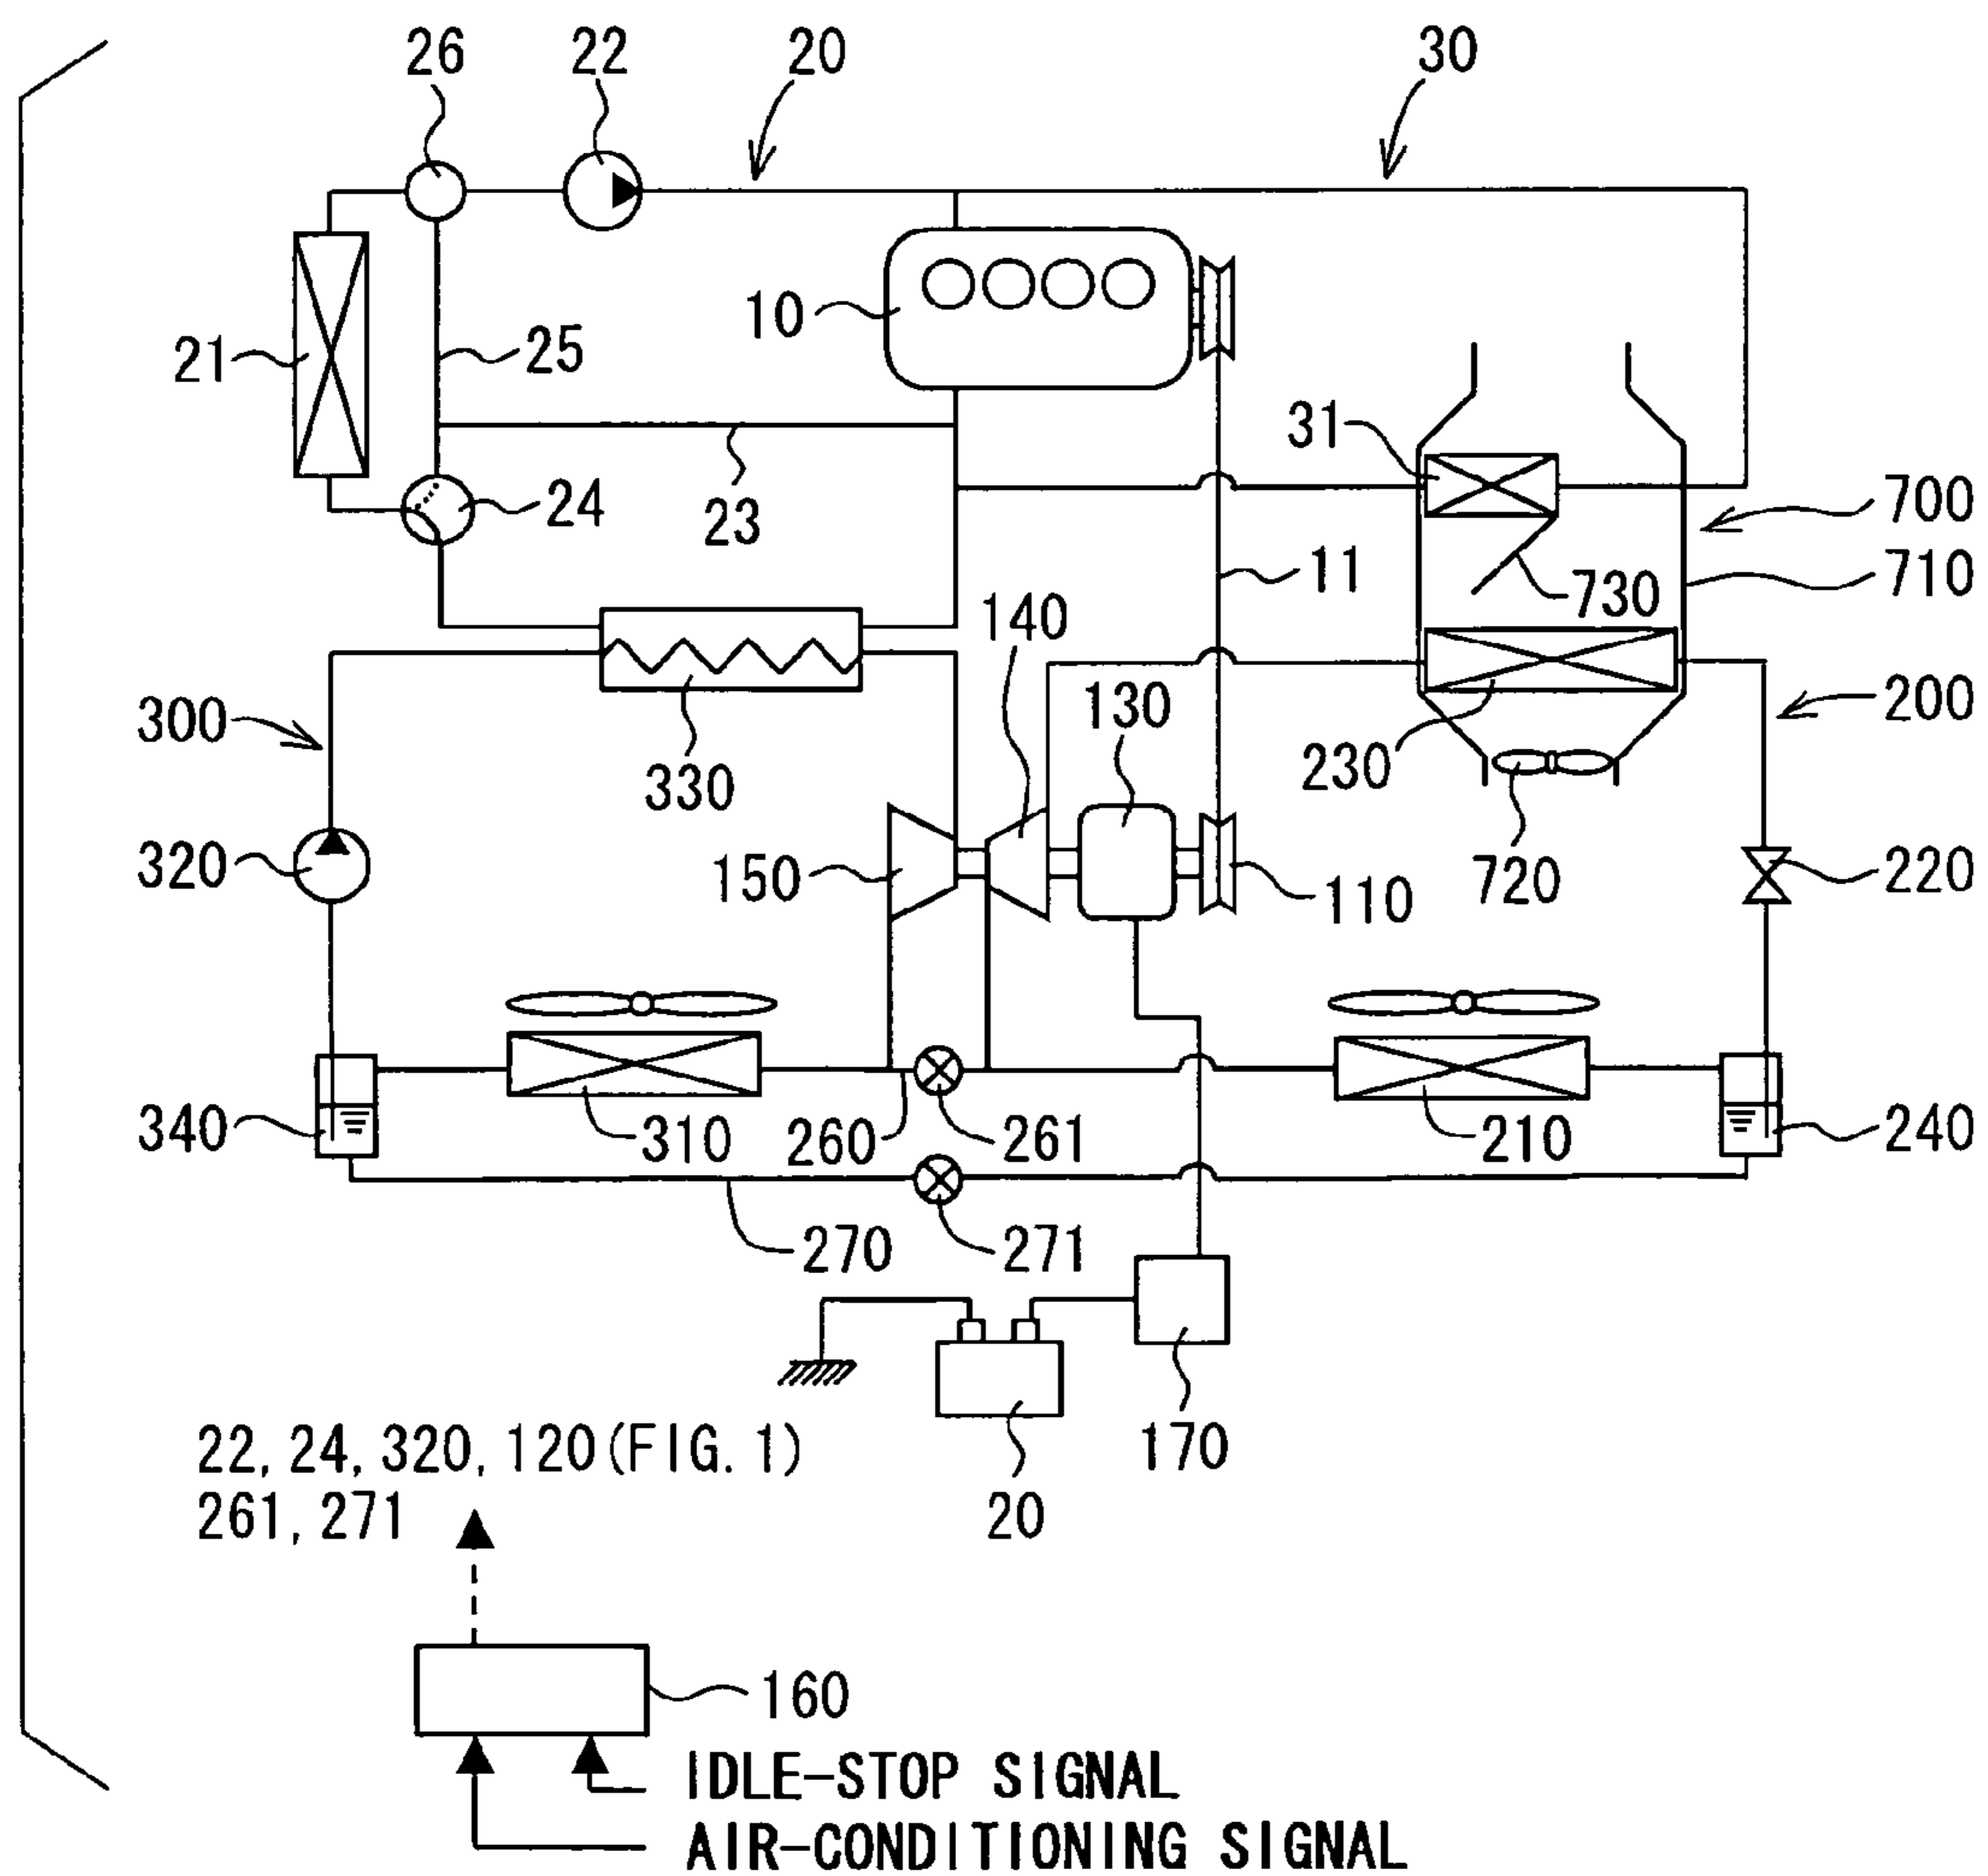 26 22 20 30
10
21 25
31
24 23 700
11 710
140 730
300 130 200
330 230
320 150 110 720 220
340 310 260 261 210 240
270 271
170
22, 24, 320, 120 (FIG. 1)
261, 271 20
160
IDLE-STOP SIGNAL
AIR-CONDITIONING SIGNAL